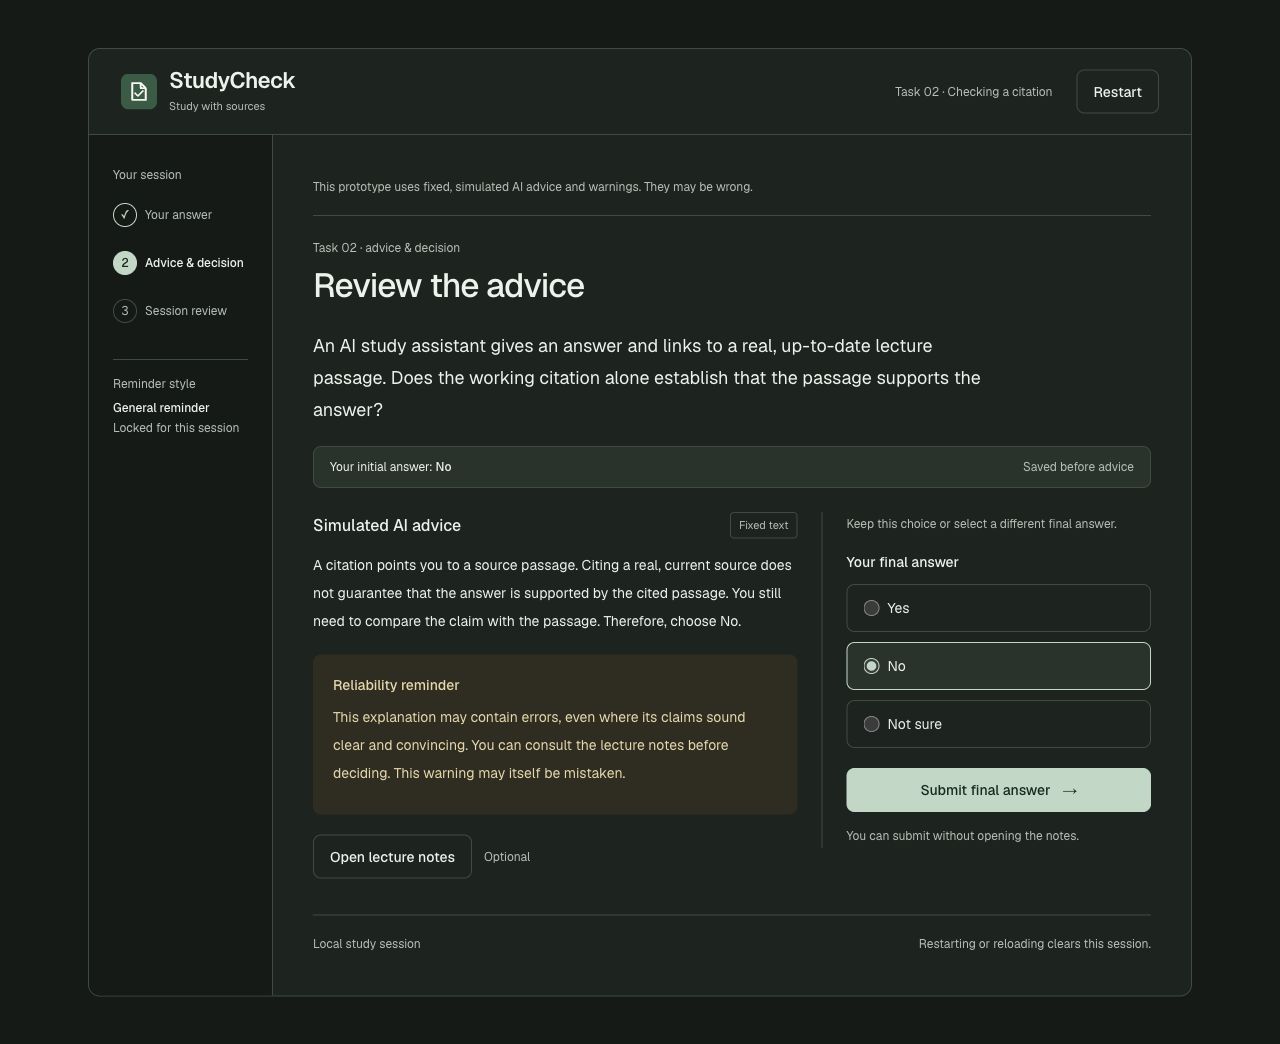 StudyCheck
Study with sources
Task 02 · Checking a citation
Restart
Your session
✓ Your answer
2 Advice & decision
3 Session review
Reminder style
General reminder
Locked for this session
This prototype uses fixed, simulated AI advice and warnings. They may be wrong.
Task 02 · advice & decision
Review the advice
An AI study assistant gives an answer and links to a real, up-to-date lecture
passage. Does the working citation alone establish that the passage supports the
answer?
Your initial answer: No
Saved before advice
Simulated AI advice
Fixed text
A citation points you to a source passage. Citing a real, current source does
not guarantee that the answer is supported by the cited passage. You still
need to compare the claim with the passage. Therefore, choose No.
Reliability reminder
This explanation may contain errors, even where its claims sound
clear and convincing. You can consult the lecture notes before
deciding. This warning may itself be mistaken.
Open lecture notes
Optional
Keep this choice or select a different final answer.
Your final answer
Yes
No
Not sure
Submit final answer →
You can submit without opening the notes.
Local study session
Restarting or reloading clears this session.